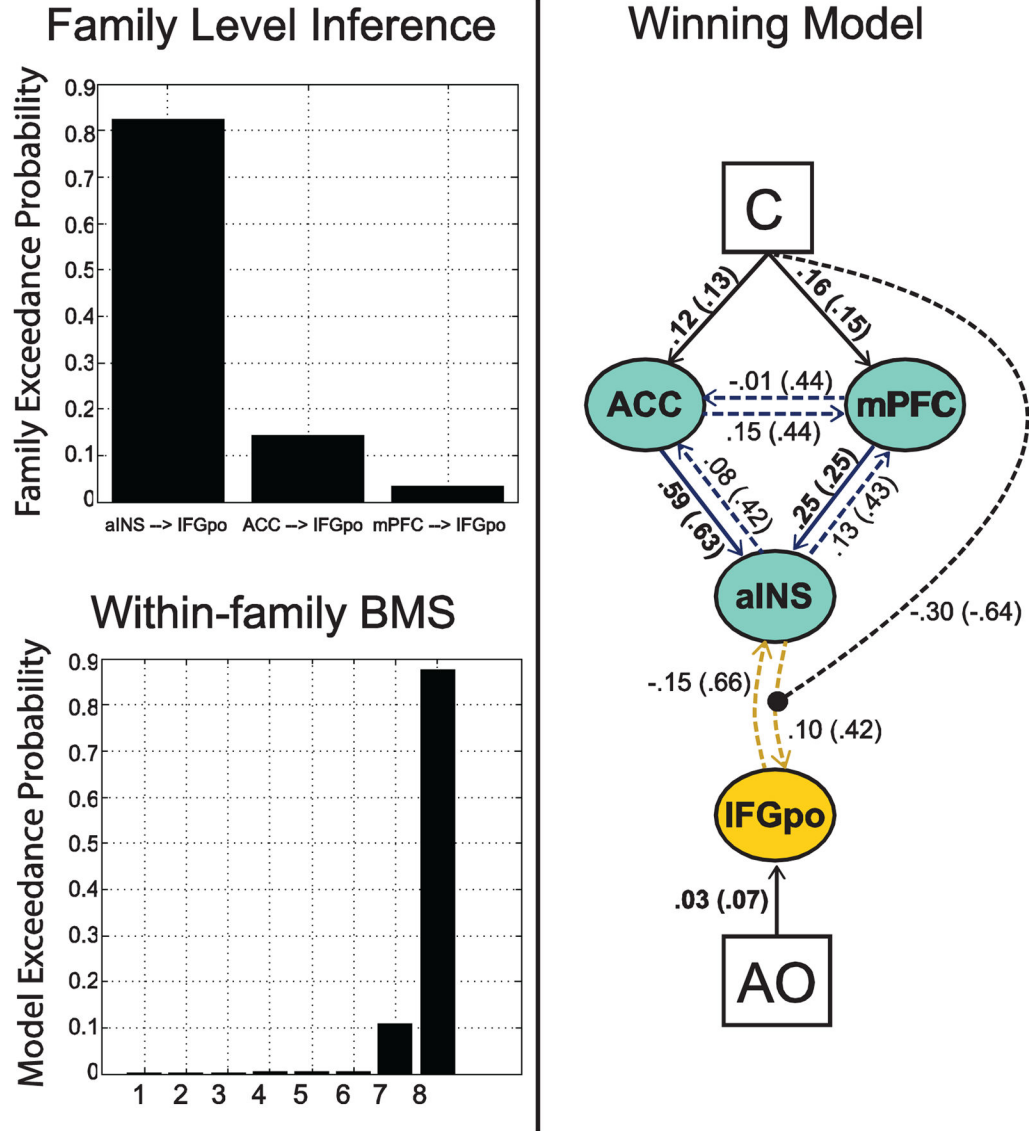 Family Level Inference
Family Exceedance Probability
0.9
0.8
0.7
0.6
0.5
0.4
0.3
0.2
0.1
0
aINS --> IFGpo
ACC --> IFGpo
mPFC --> IFGpo
Within-family BMS
Model Exceedance Probability
0.9
0.8
0.7
0.6
0.5
0.4
0.3
0.2
0.1
0
1 2 3 4 5 6 7 8
Winning Model
C
.12 (.13)
.16 (.15)
ACC
-.01 (.44)
.15 (.44)
mPFC
.59 (.63)
.08 (.42)
.25 (.25)
.13 (.43)
aINS
-.30 (-.64)
-.15 (.66)
.10 (.42)
IFGpo
.03 (.07)
AO